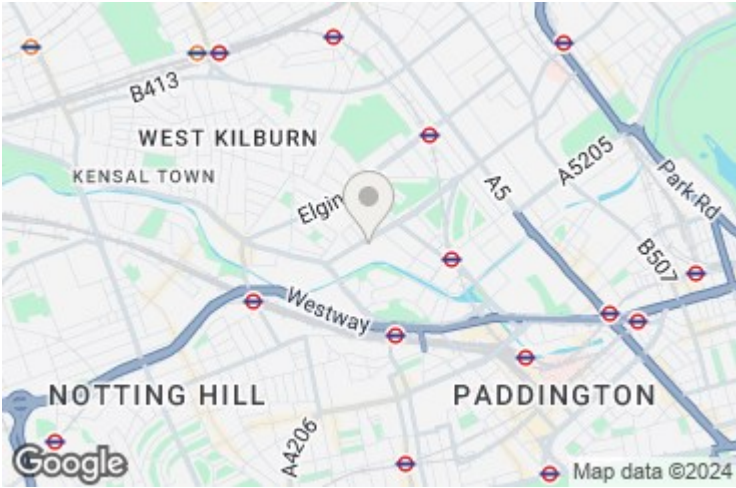 B413
WEST KILBURN
KENSAL TOWN
A5205
Park Rd
A5
Elgin
B507
Westway
NOTTING HILL
PADDINGTON
A4206
Google
Map data ©2024